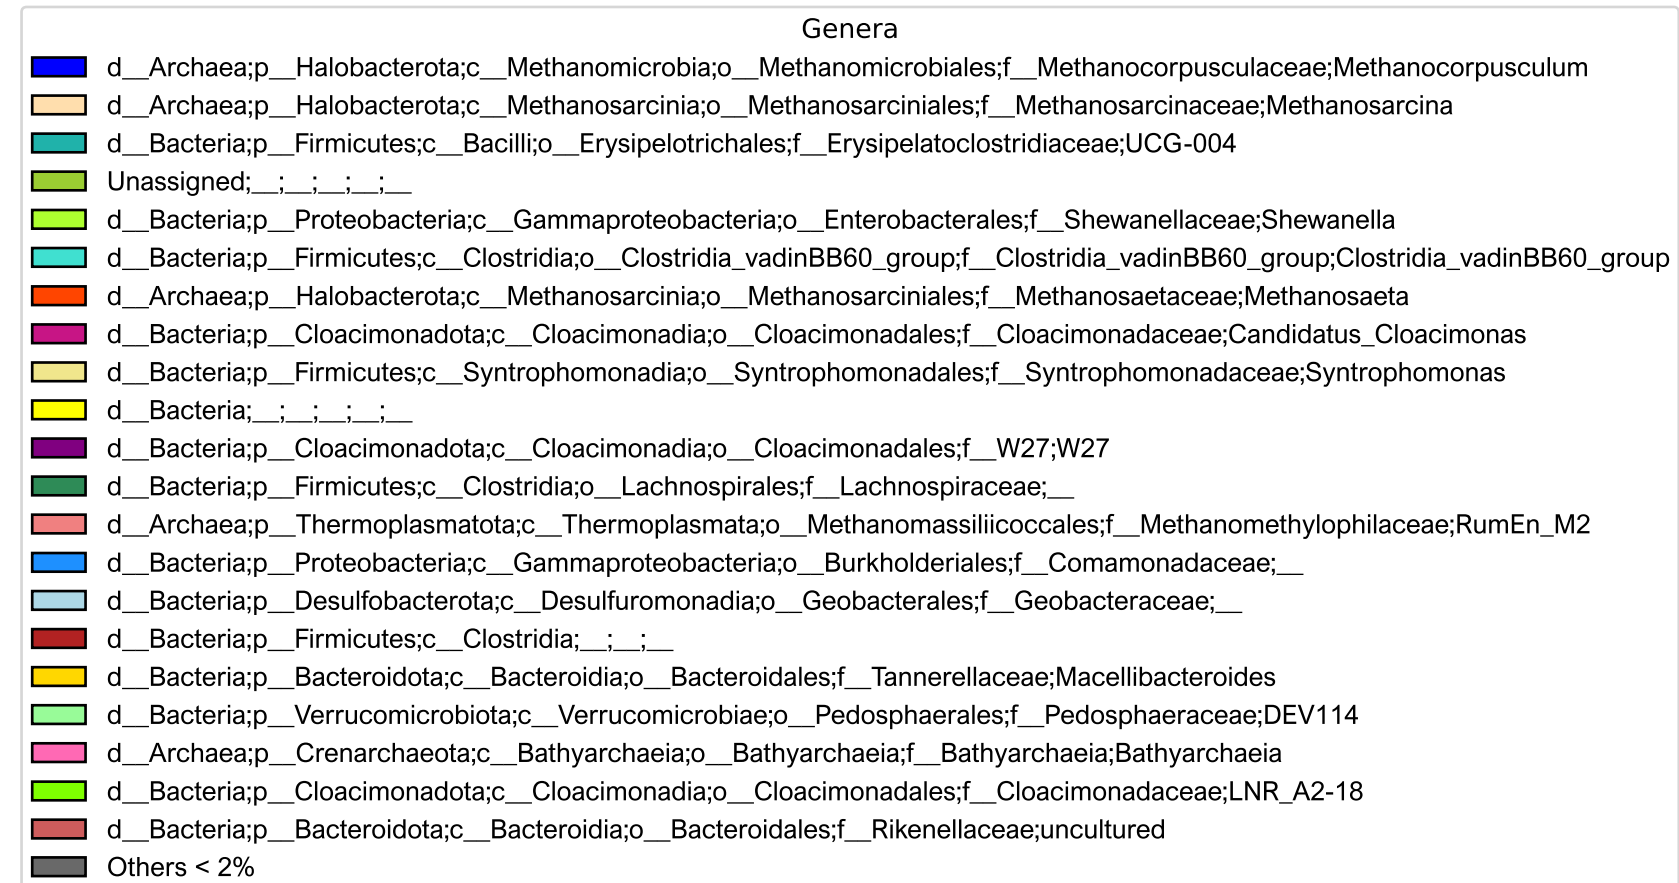 Genera
d__Archaea;p__Halobacterota;c__Methanomicrobia;o__Methanomicrobiales;f__Methanocorpusculaceae;Methanocorpusculum
d__Archaea;p__Halobacterota;c__Methanosarcinia;o__Methanosarciniales;f__Methanosarcinaceae;Methanosarcina
d__Bacteria;p__Firmicutes;c__Bacilli;o__Erysipelotrichales;f__Erysipelatoclostridiaceae;UCG-004
Unassigned;__;__;__;__;__
d__Bacteria;p__Proteobacteria;c__Gammaproteobacteria;o__Enterobacterales;f__Shewanellaceae;Shewanella
d__Bacteria;p__Firmicutes;c__Clostridia;o__Clostridia_vadinBB60_group;f__Clostridia_vadinBB60_group;Clostridia_vadinBB60_group
d__Archaea;p__Halobacterota;c__Methanosarcinia;o__Methanosarciniales;f__Methanosaetaceae;Methanosaeta
d__Bacteria;p__Cloacimonadota;c__Cloacimonadia;o__Cloacimonadales;f__Cloacimonadaceae;Candidatus_Cloacimonas
d__Bacteria;p__Firmicutes;c__Syntrophomonadia;o__Syntrophomonadales;f__Syntrophomonadaceae;Syntrophomonas
d__Bacteria;__;__;__;__;__
d__Bacteria;p__Cloacimonadota;c__Cloacimonadia;o__Cloacimonadales;f__W27;W27
d__Bacteria;p__Firmicutes;c__Clostridia;o__Lachnospirales;f__Lachnospiraceae;__
d__Archaea;p__Thermoplasmatota;c__Thermoplasmata;o__Methanomassiliicoccales;f__Methanomethylophilaceae;RumEn_M2
d__Bacteria;p__Proteobacteria;c__Gammaproteobacteria;o__Burkholderiales;f__Comamonadaceae;__
d__Bacteria;p__Desulfobacterota;c__Desulfuromonadia;o__Geobacterales;f__Geobacteraceae;__
d__Bacteria;p__Firmicutes;c__Clostridia;__;__;__
d__Bacteria;p__Bacteroidota;c__Bacteroidia;o__Bacteroidales;f__Tannerellaceae;Macellibacteroides
d__Bacteria;p__Verrucomicrobiota;c__Verrucomicrobiae;o__Pedosphaerales;f__Pedosphaeraceae;DEV114
d__Archaea;p__Crenarchaeota;c__Bathyarchaeia;o__Bathyarchaeia;f__Bathyarchaeia;Bathyarchaeia
d__Bacteria;p__Cloacimonadota;c__Cloacimonadia;o__Cloacimonadales;f__Cloacimonadaceae;LNR_A2-18
d__Bacteria;p__Bacteroidota;c__Bacteroidia;o__Bacteroidales;f__Rikenellaceae;uncultured
Others < 2%